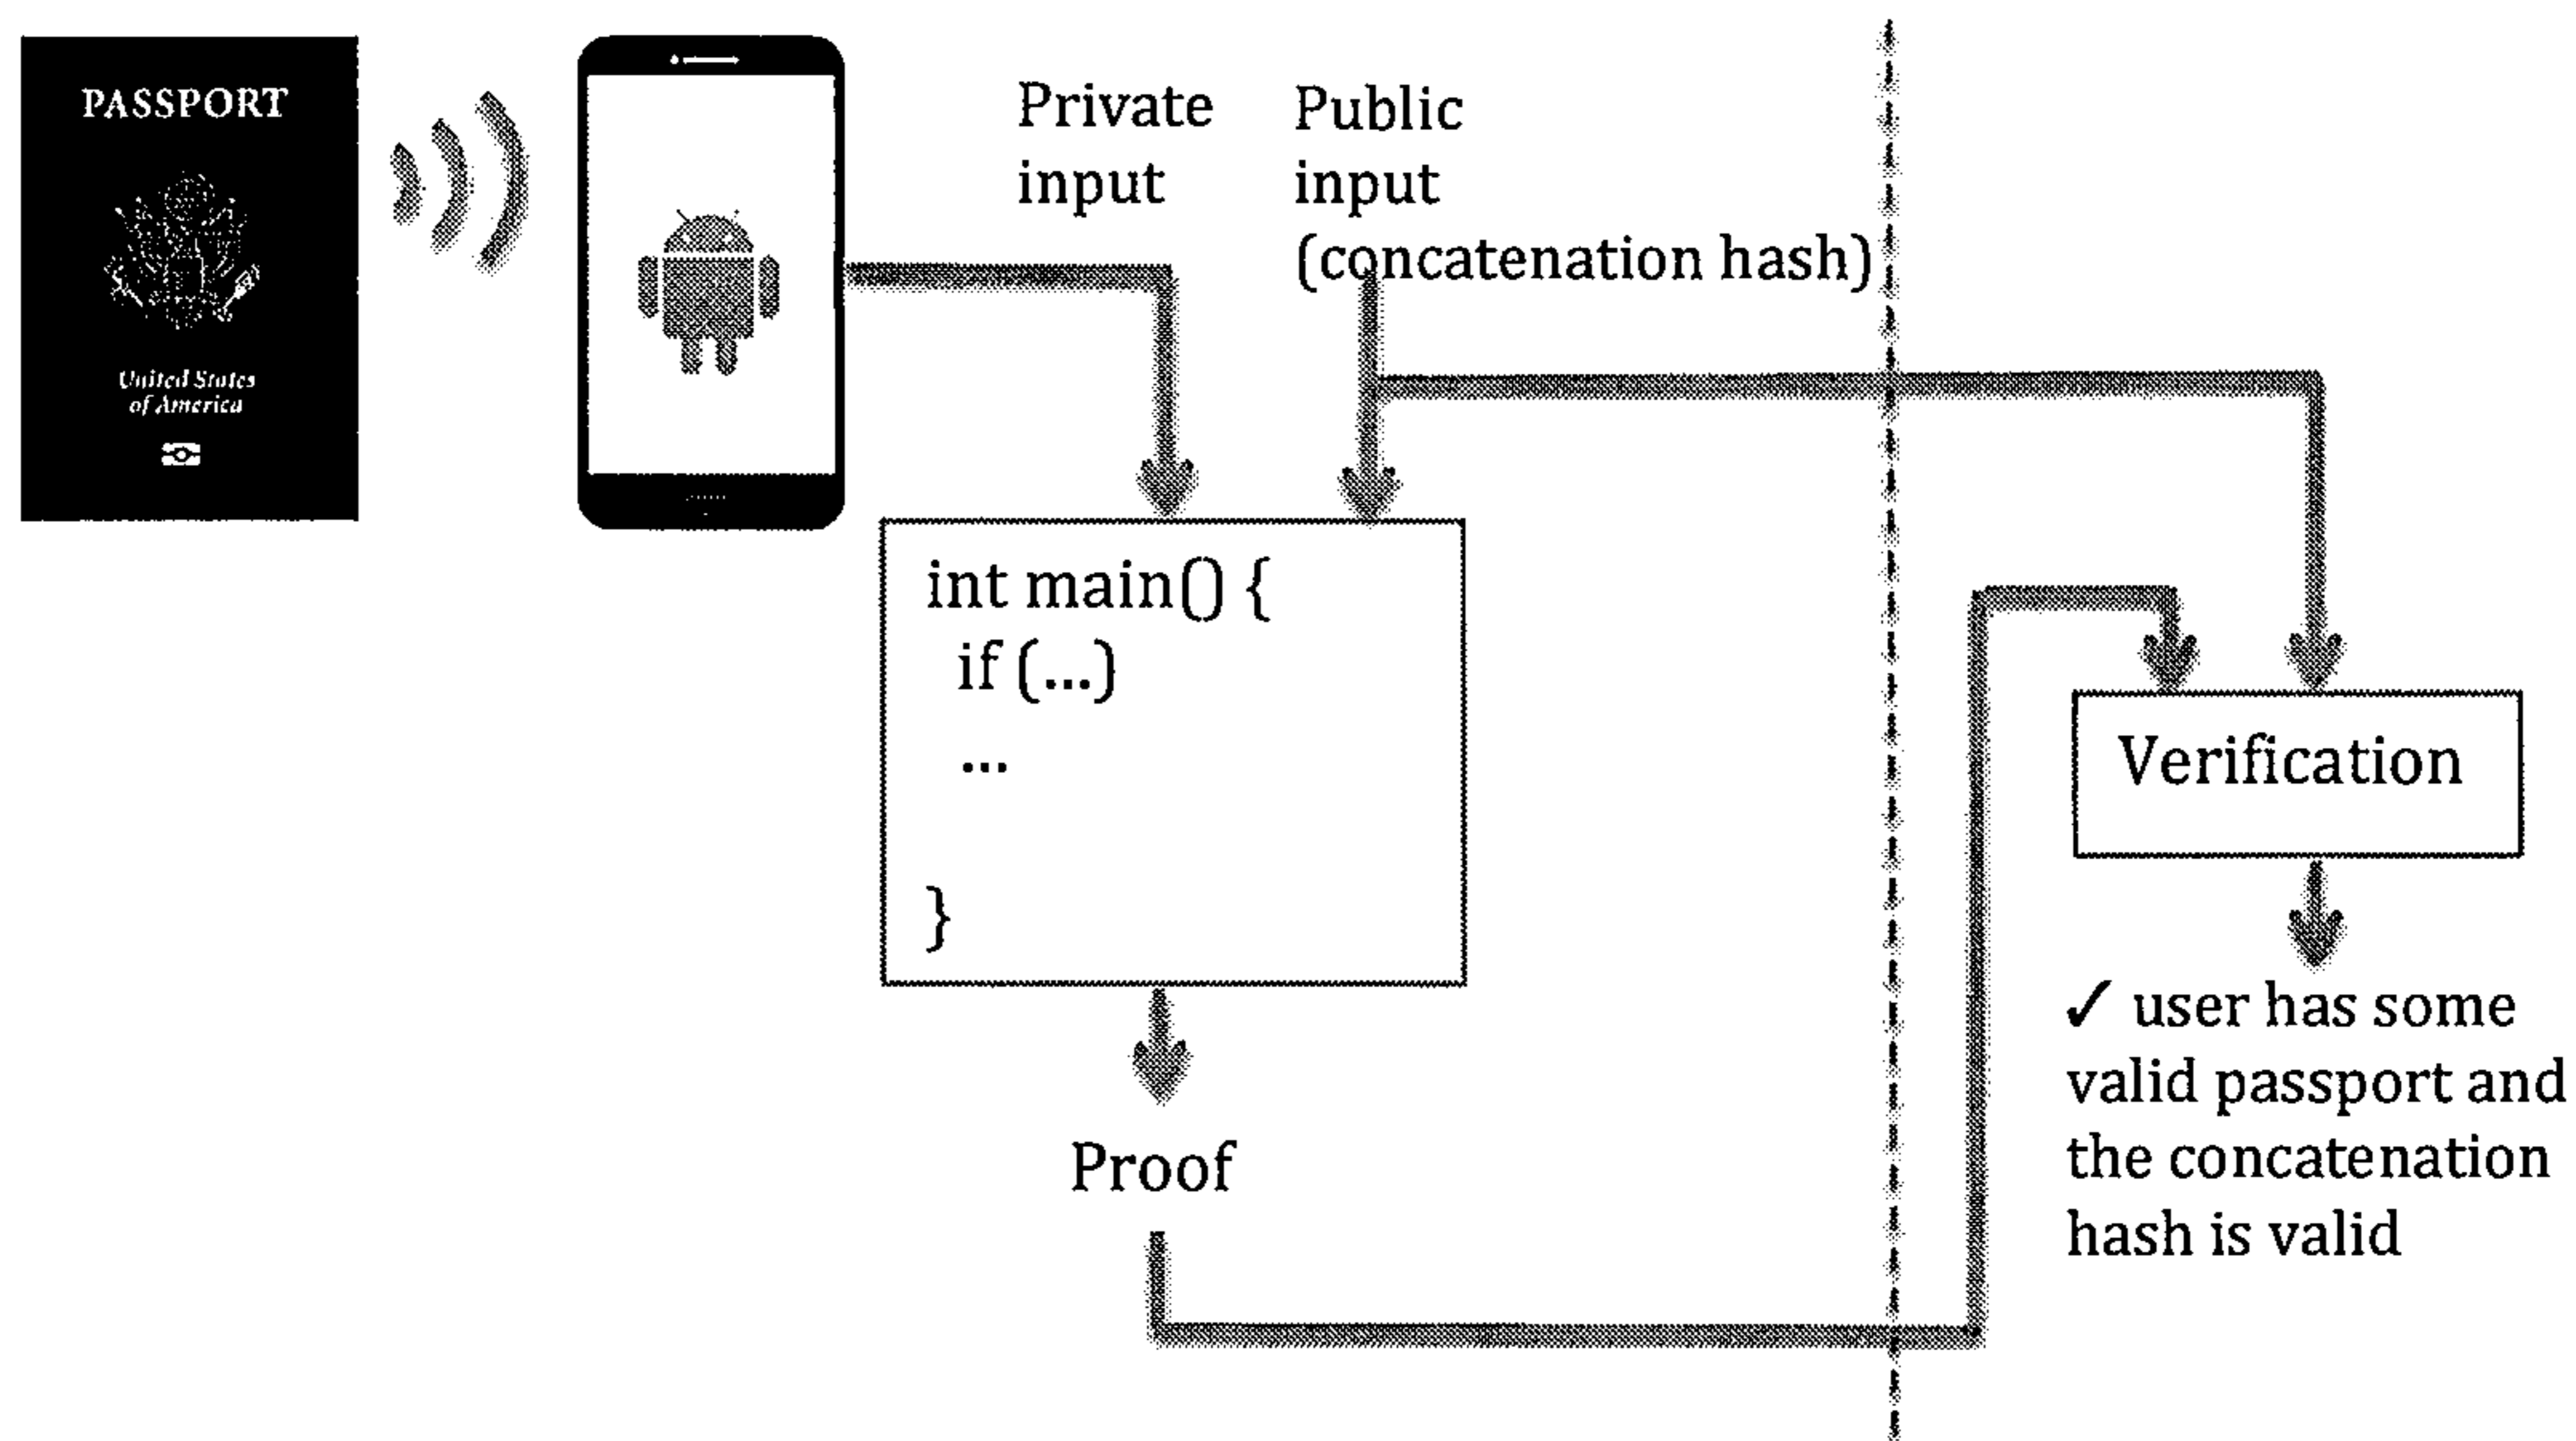 PASSPORT
United States
of America
Private
input
Public
input
(concatenation hash)
int main() {
if (...)
...
}
Proof
Verification
✓ user has some
valid passport and
the concatenation
hash is valid